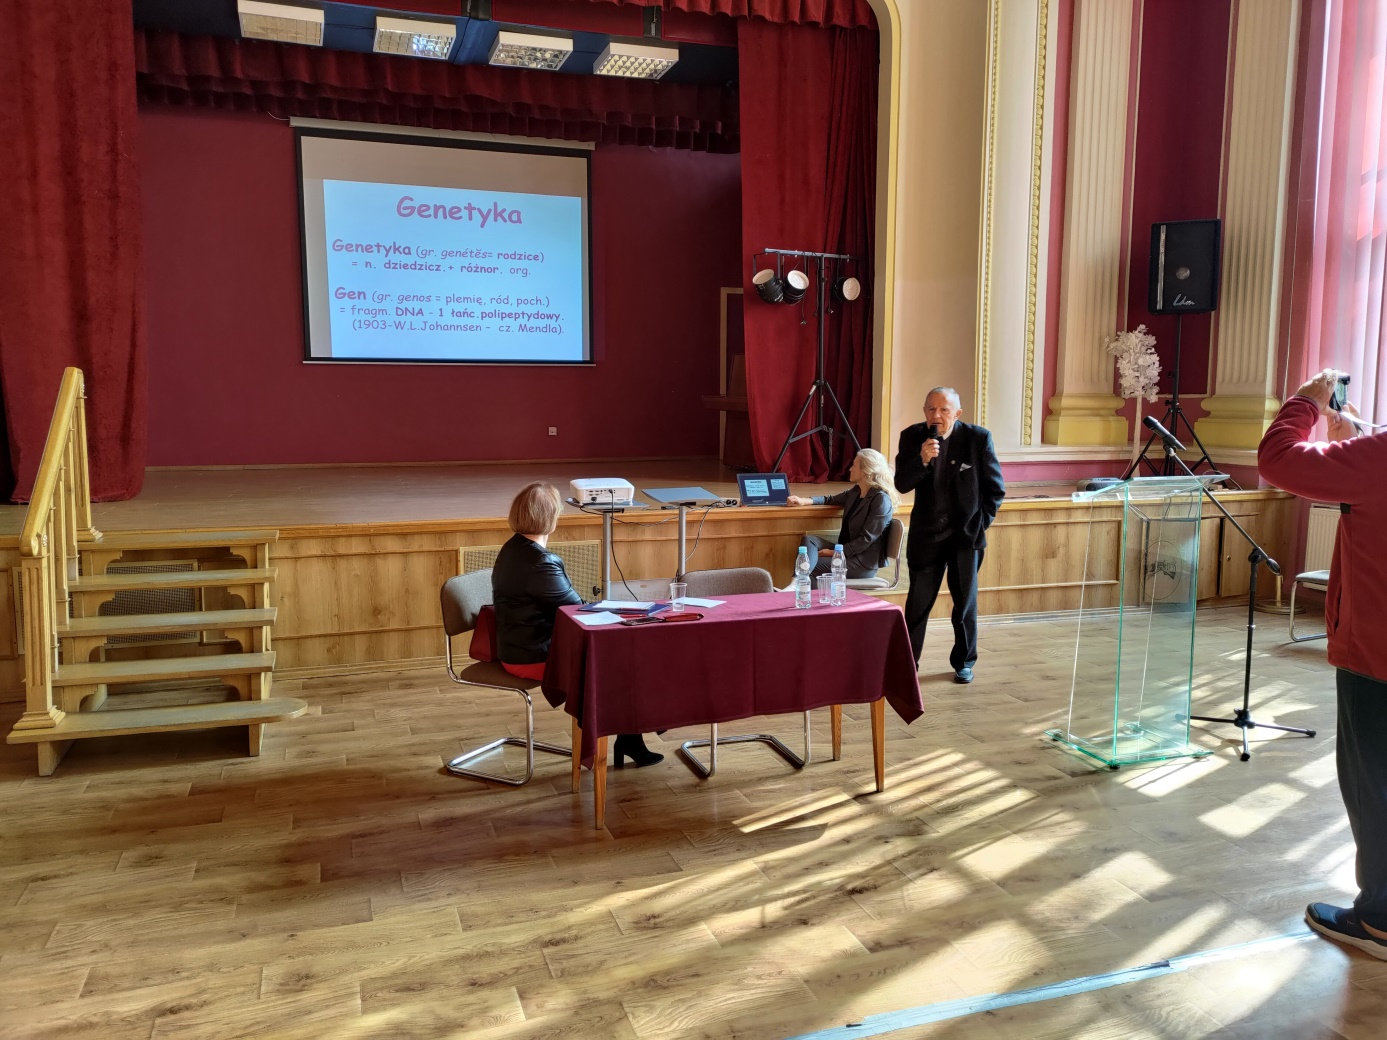 Genetyka
Genetyka (gr. genétěs= rodzice)
= n. dziedzicz.+ różnor. org.
Gen (gr. genos = plemię, ród, poch.)
= fragm. DNA - 1 łańc.polipeptydowy.
(1903-W.L.Johannsen - cz. Mendla).